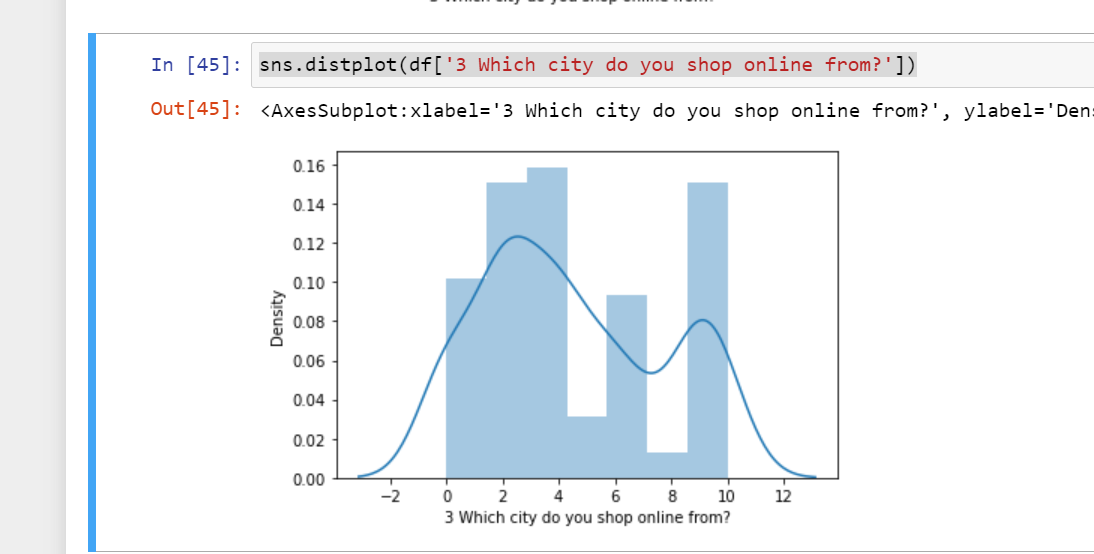 In [45]: sns.distplot(df['3 Which city do you shop online from?'])
Out[45]: <AxesSubplot:xlabel='3 Which city do you shop online from?', ylabel='Dens
0.16
0.14
0.12
0.10
0.08
0.06
0.04
0.02
0.00
Density
−2 0 2 4 6 8 10 12
3 Which city do you shop online from?